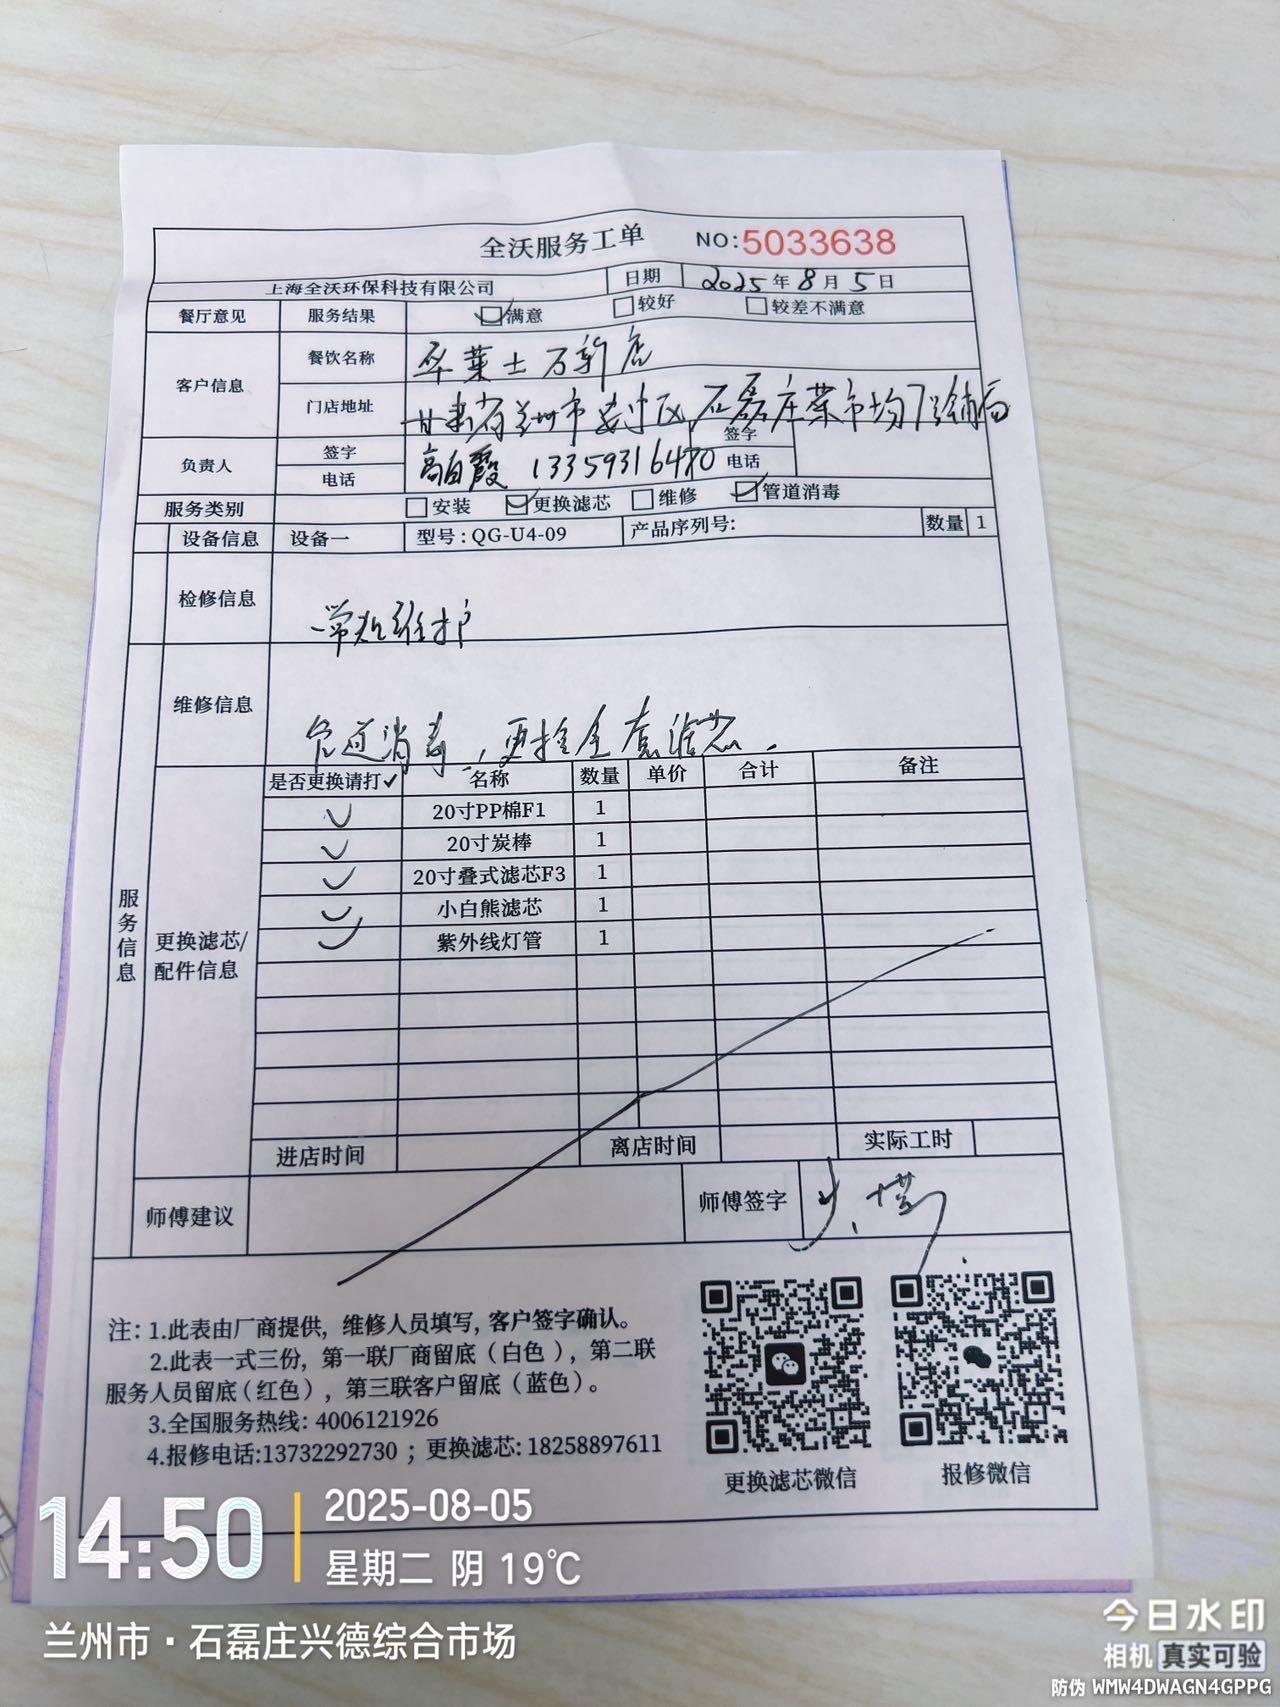 全沃服务工单 NO:5033638
上海全沃环保科技有限公司 日期 2025年8月5日
餐厅意见 服务结果 满意 较好 较差不满意
客户信息 餐饮名称 华莱士万新店
门店地址 甘肃省兰州市安宁区石磊庄菜市场 铺面
负责人 签字 高白霞 签字
电话 13359316470 电话
服务类别 安装 更换滤芯 维修 管道消毒
设备信息 设备一 型号:QG-U4-09 产品序列号: 数量 1
检修信息 常规维护
维修信息 管道消毒,更换全套滤芯.
服务信息
更换滤芯/配件信息
是否更换请打✓ 名称 数量 单价 合计 备注
✓ 20寸PP棉F1 1
✓ 20寸炭棒 1
✓ 20寸叠式滤芯F3 1
✓ 小白熊滤芯 1
✓ 紫外线灯管 1
进店时间 离店时间 实际工时
师傅建议 师傅签字
注:1.此表由厂商提供,维修人员填写,客户签字确认。
2.此表一式三份,第一联厂商留底(白色),第二联
服务人员留底(红色),第三联客户留底(蓝色)。
3.全国服务热线:4006121926
4.报修电话:13732292730;更换滤芯:18258897611
更换滤芯微信 报修微信
14:50 2025-08-05
星期二 阴 19℃
兰州市·石磊庄兴德综合市场
今日水印
相机 真实可验
防伪 WMW4DWAGN4GPPG